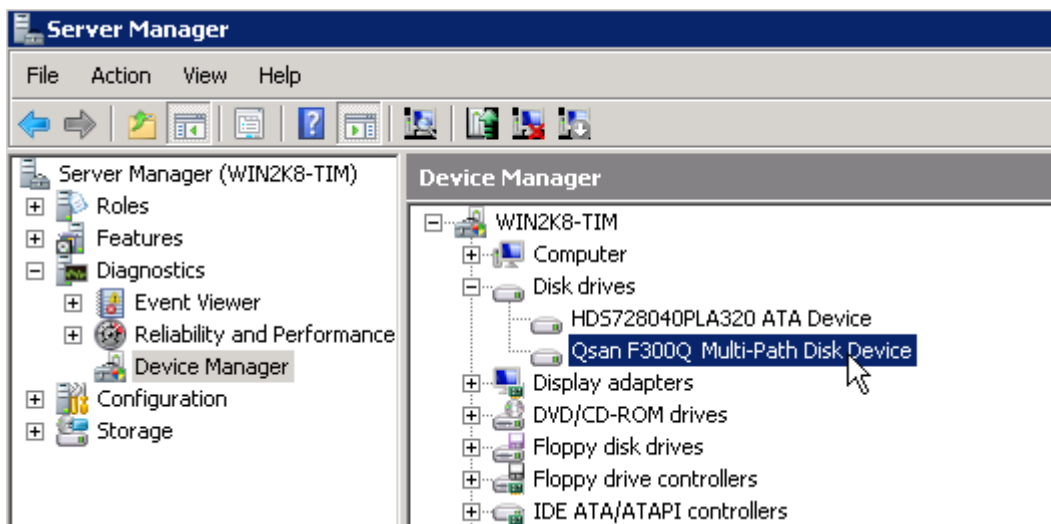 Server Manager
File Action View Help
Server Manager (WIN2K8-TIM)
Roles
Features
Diagnostics
Event Viewer
Reliability and Performance
Device Manager
Configuration
Storage
Device Manager
WIN2K8-TIM
Computer
Disk drives
HDS728040PLA320 ATA Device
Qsan F300Q Multi-Path Disk Device
Display adapters
DVD/CD-ROM drives
Floppy disk drives
Floppy drive controllers
IDE ATA/ATAPI controllers